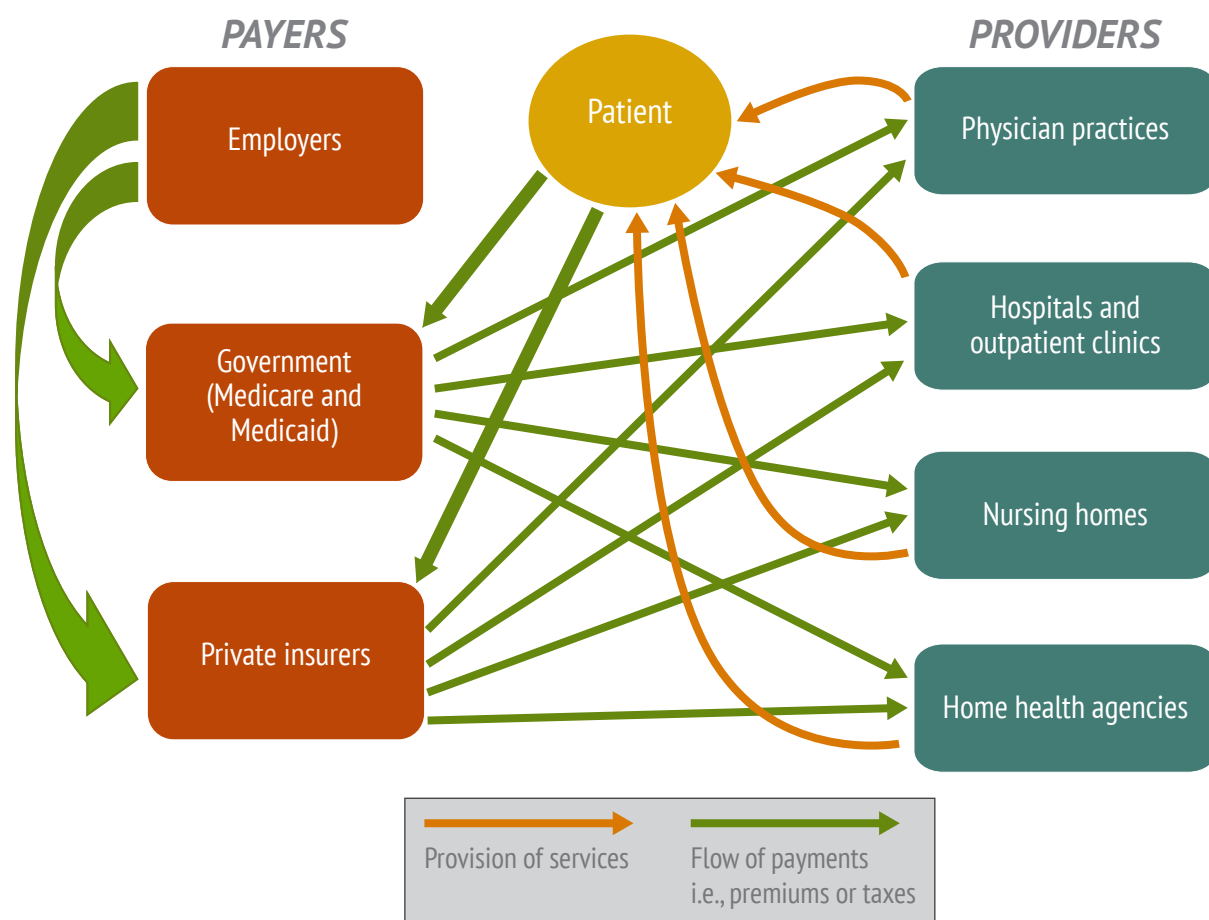 PAYERS
PROVIDERS
Employers
Patient
Physician practices
Government
(Medicare and
Medicaid)
Hospitals and
outpatient clinics
Nursing homes
Private insurers
Home health agencies
Provision of services
Flow of payments
i.e., premiums or taxes